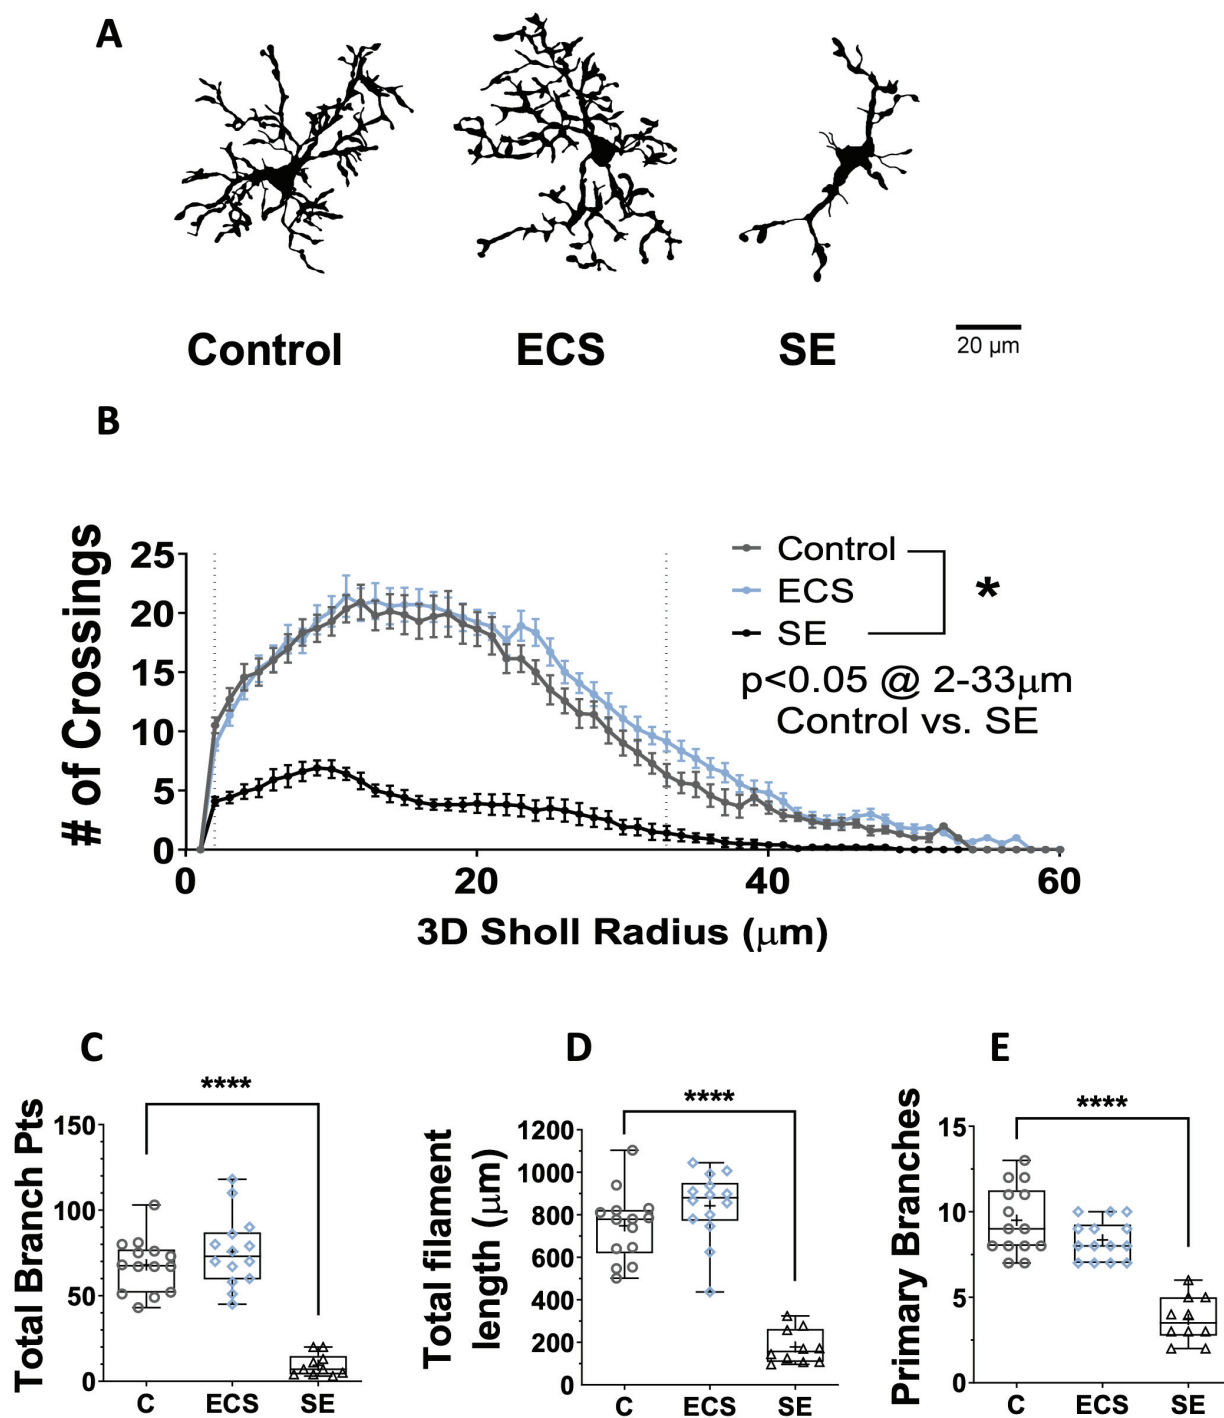 A
Control
ECS
SE
20 µm
B
# of Crossings
25
20
15
10
5
0
0
20
40
60
3D Sholl Radius (µm)
Control
ECS
SE
*
p<0.05 @ 2-33µm
Control vs. SE
C
Total Branch Pts
150
100
50
0
****
C
ECS
SE
D
Total filament
length (µm)
1200
1000
800
600
400
200
0
****
C
ECS
SE
E
Primary Branches
15
10
5
0
****
C
ECS
SE